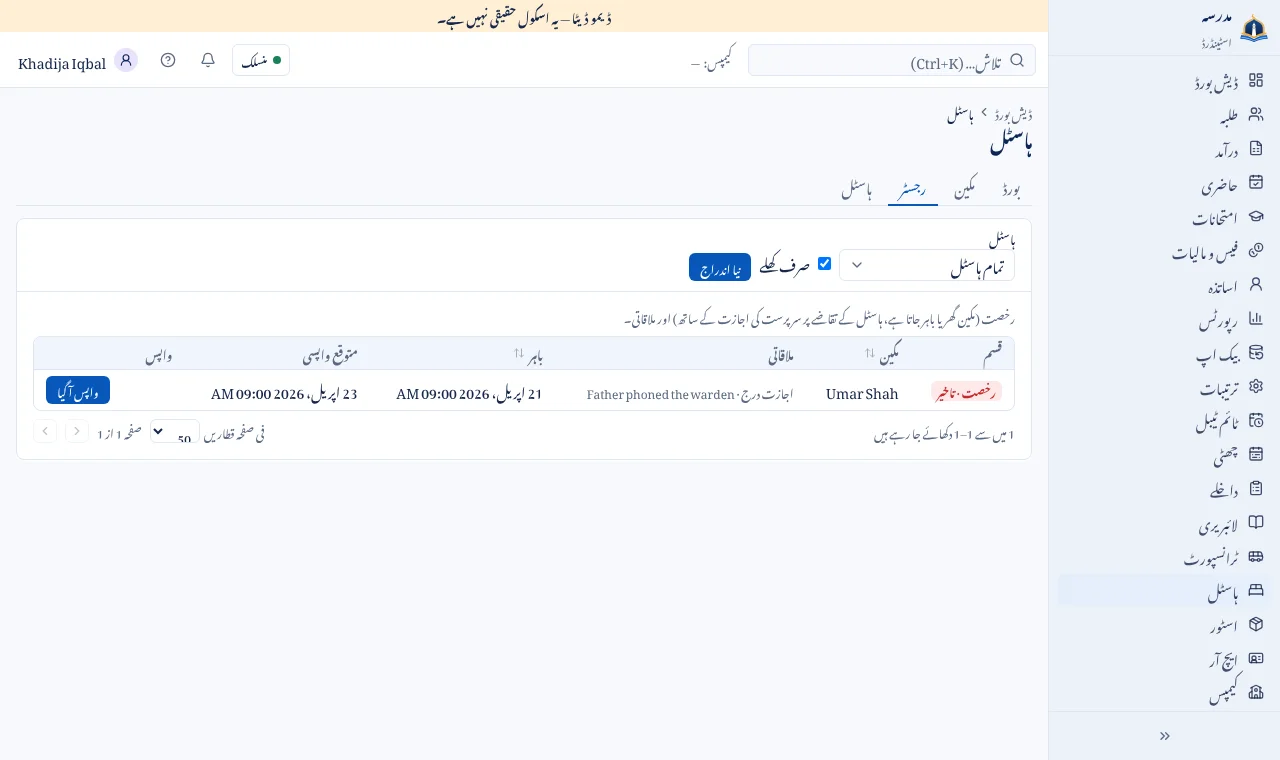 ڈیمو ڈیٹا — یہ اسکول حقیقی نہیں ہے۔
مدرسہ
اسٹینڈرڈ
تلاش... (Ctrl+K)
کیمپس: —
منسلک
Khadija Iqbal
ڈیش بورڈ
طلبہ
درآمد
حاضری
امتحانات
فیس و مالیات
اساتذہ
رپورٹس
بیک اپ
ترتیبات
ٹائم ٹیبل
چھٹی
داخلے
لائبریری
ٹرانسپورٹ
ہاسٹل
اسٹور
ایچ آر
کیمپس
ڈیش بورڈ › ہاسٹل
ہاسٹل
بورڈ مکین رجسٹر ہاسٹل
ہاسٹل
تمام ہاسٹل صرف کھلے نیا اندراج
رخصت (مکین گھر یا باہر جاتا ہے، ہاسٹل کے تقاضے پر سرپرست کی اجازت کے ساتھ) اور ملاقاتی۔
قسم مکین ملاقاتی باہر متوقع واپسی واپس
رخصت · تاخیر Umar Shah اجازت درج · Father phoned the warden 21 اپریل، 2026 09:00 AM 23 اپریل، 2026 09:00 AM واپس آ گیا
1 میں سے 1–1 دکھائے جا رہے ہیں
فی صفحہ قطاریں 50 صفحہ 1 از 1